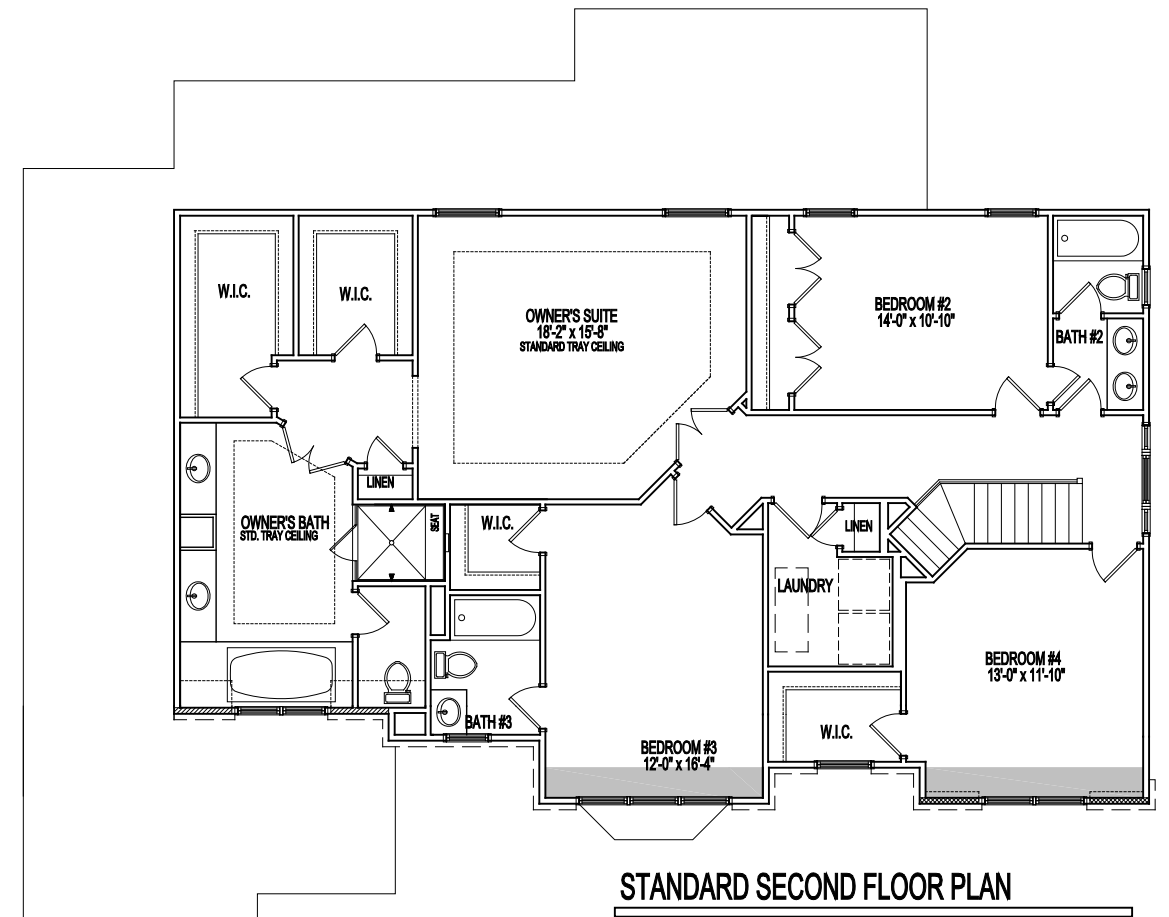 W.I.C.
W.I.C.
OWNER'S SUITE
18'-2" x 15'-8"
STANDARD TRAY CEILING
BEDROOM #2
14'-0" x 10'-10"
BATH #2
LINEN
OWNER'S BATH
STD. TRAY CEILING
SEAT
W.I.C.
LINEN
LAUNDRY
BEDROOM #4
13'-0" x 11'-10"
BATH #3
W.I.C.
BEDROOM #3
12'-0" x 16'-4"
STANDARD SECOND FLOOR PLAN